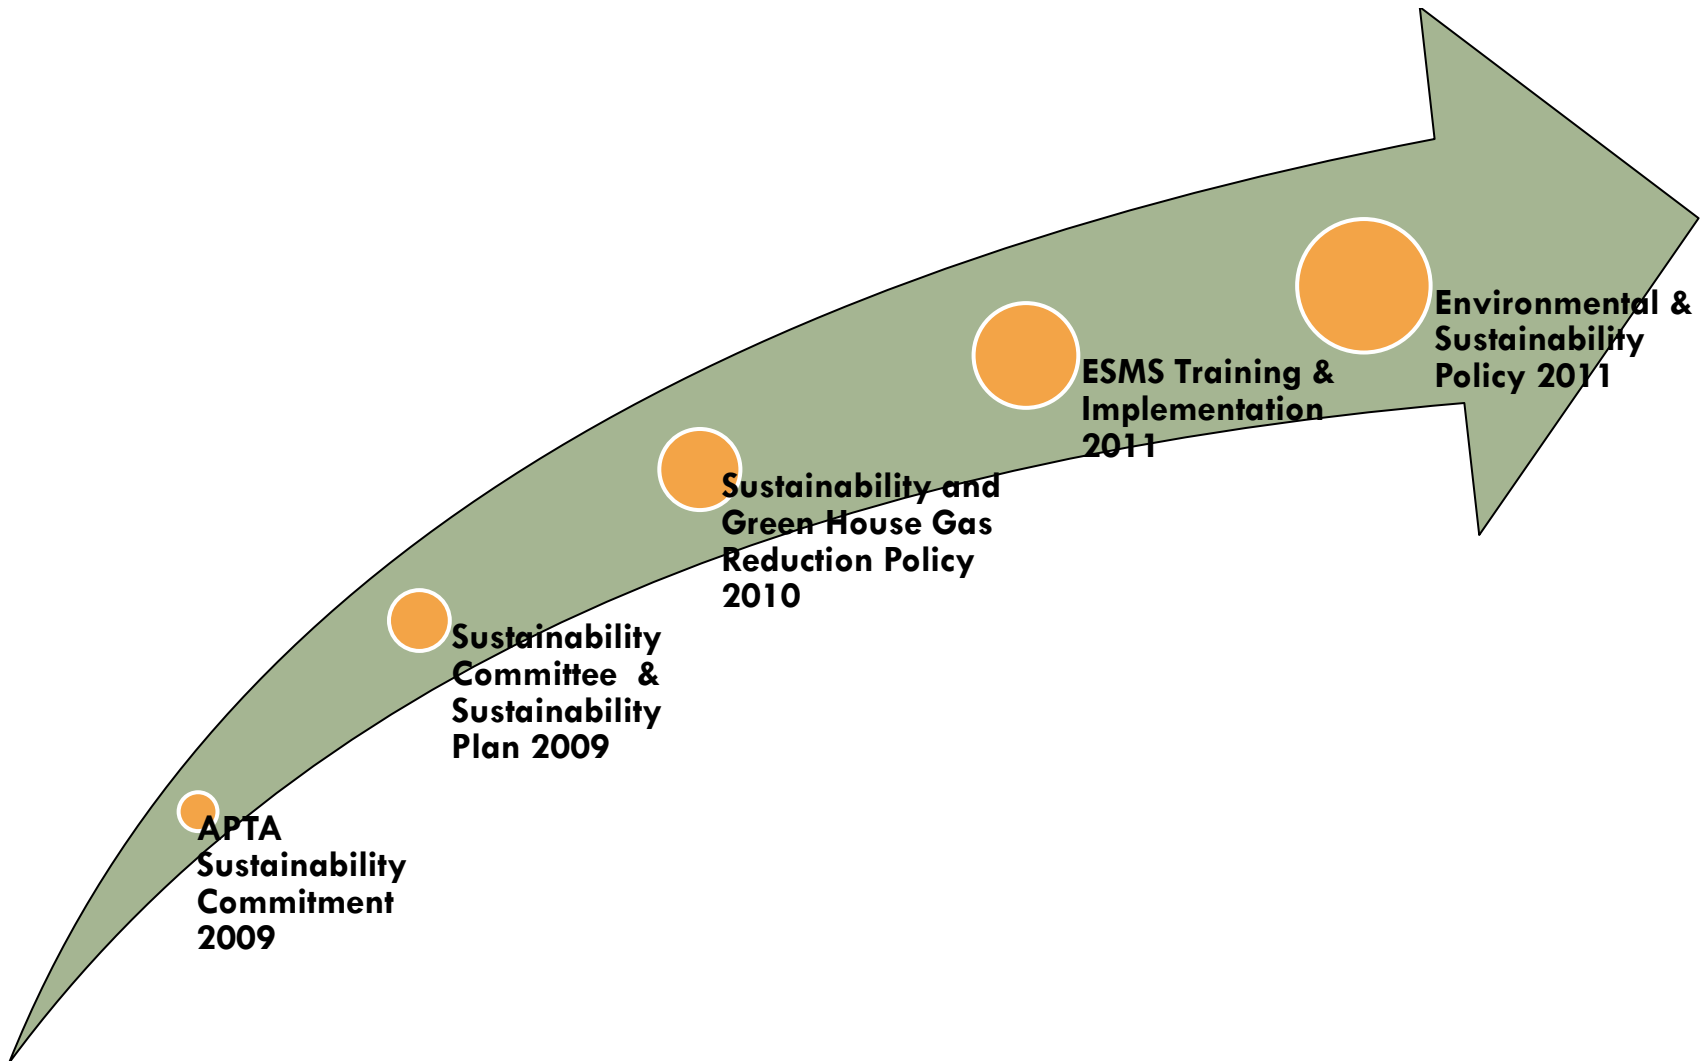 APTA
Sustainability
Commitment
2009
Sustainability
Committee  &
Sustainability
Plan 2009
Sustainability and
Green House Gas
Reduction Policy
2010
ESMS Training &
Implementation
2011
Environmental &
Sustainability
Policy 2011